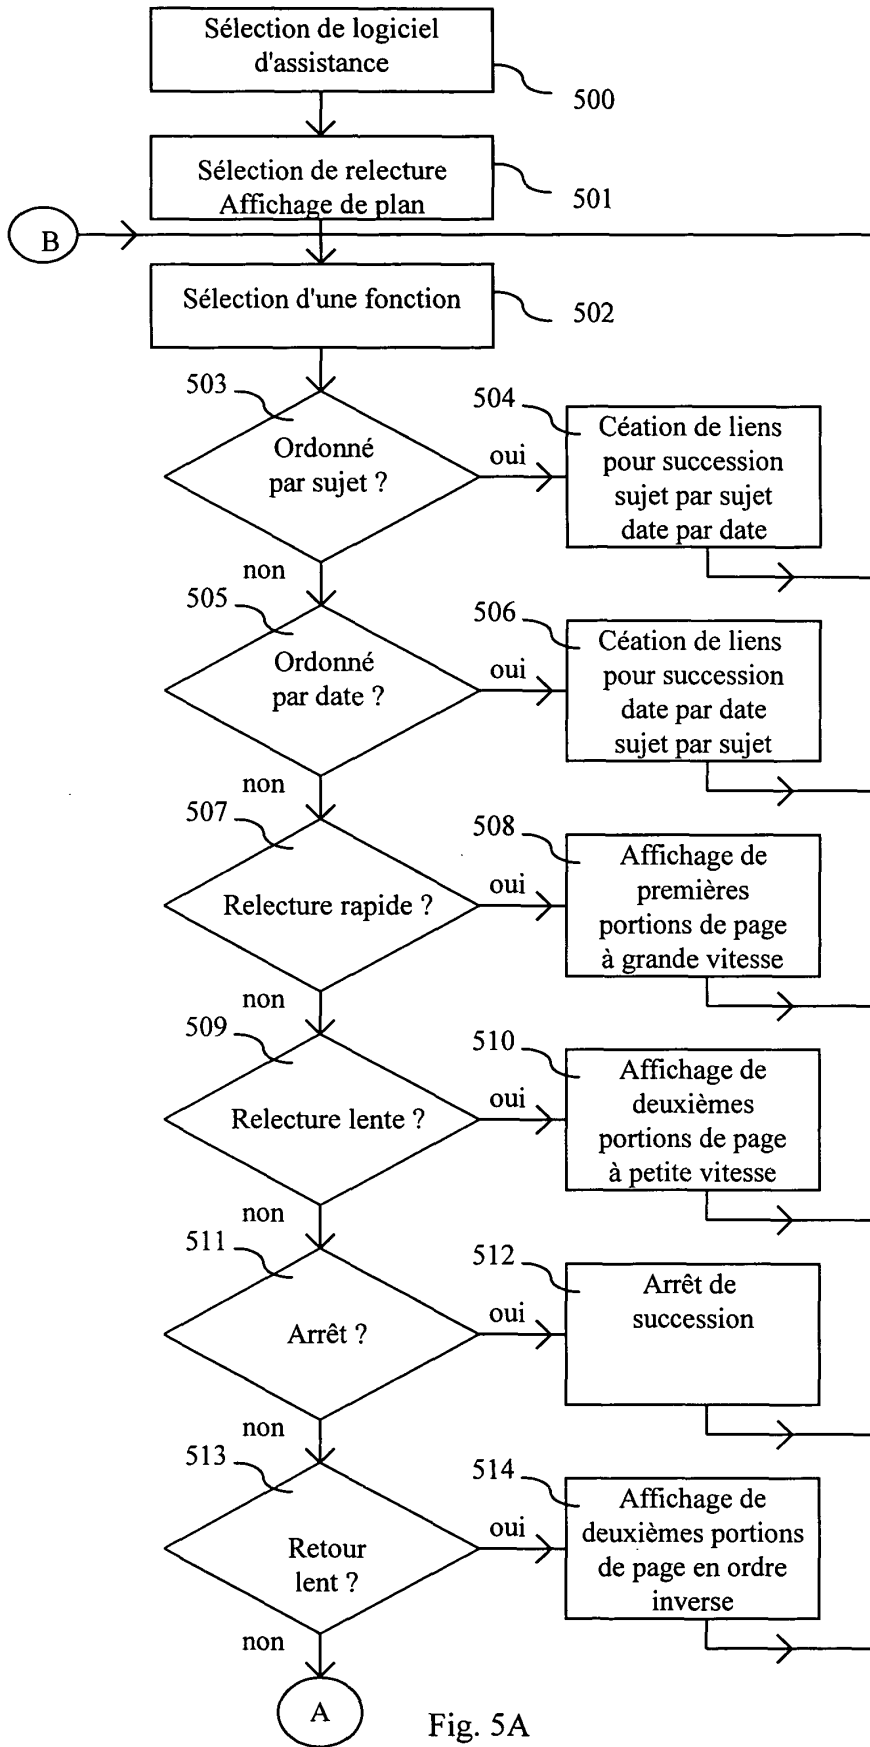 Sélection de logiciel
d'assistance
500
Sélection de relecture
Affichage de plan
501
B
Sélection d'une fonction
502
503
Ordonné
par sujet ?
oui
504
Céation de liens
pour succession
sujet par sujet
date par date
non
505
Ordonné
par date ?
oui
506
Céation de liens
pour succession
date par date
sujet par sujet
non
507
Relecture rapide ?
oui
508
Affichage de
premières
portions de page
à grande vitesse
non
509
Relecture lente ?
oui
510
Affichage de
deuxièmes
portions de page
à petite vitesse
non
511
Arrêt ?
oui
512
Arrêt de
succession
non
513
Retour
lent ?
oui
514
Affichage de
deuxièmes portions
de page en ordre
inverse
non
A
Fig. 5A